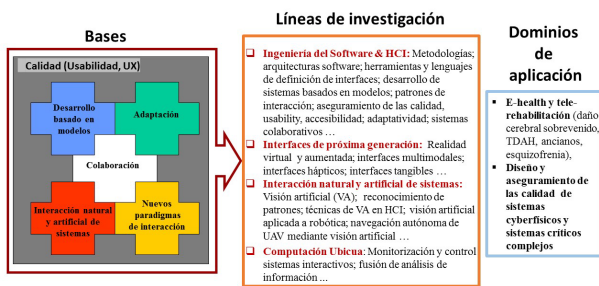 Bases
Calidad (Usabilidad, UX)
Desarrollo
basado en
modelos
Adaptación
Colaboración
Interacción natural
y artificial de
sistemas
Nuevos
paradigmas
de interacción
Líneas de investigación
❑ Ingeniería del Software & HCI: Metodologías;
arquitecturas software; herramientas y lenguajes
de definición de interfaces; desarrollo de
sistemas basados en modelos; patrones de
interacción; aseguramiento de las calidad,
usability, accesibilidad; adaptatividad; sistemas
colaborativos …
❑ Interfaces de próxima generación: Realidad
virtual y aumentada; interfaces multimodales;
interfaces hápticos; interfaces tangibles …
❑ Interacción natural y artificial de sistemas:
Visión artificial (VA); reconocimiento de
patrones; técnicas de VA en HCI; visión artificial
aplicada a robótica; navegación autónoma de
UAV mediante visión artificial …
❑ Computación Ubicua: Monitorización y control
sistemas interactivos; fusión de análisis de
información ...
Dominios
de
aplicación
▪ E-health y tele-
rehabilitación (daño
cerebral sobrevenido,
TDAH, ancianos,
esquizofrenia),
▪ Diseño y
aseguramiento de
las calidad de
sistemas
cyberfísicos y
sistemas críticos
complejos